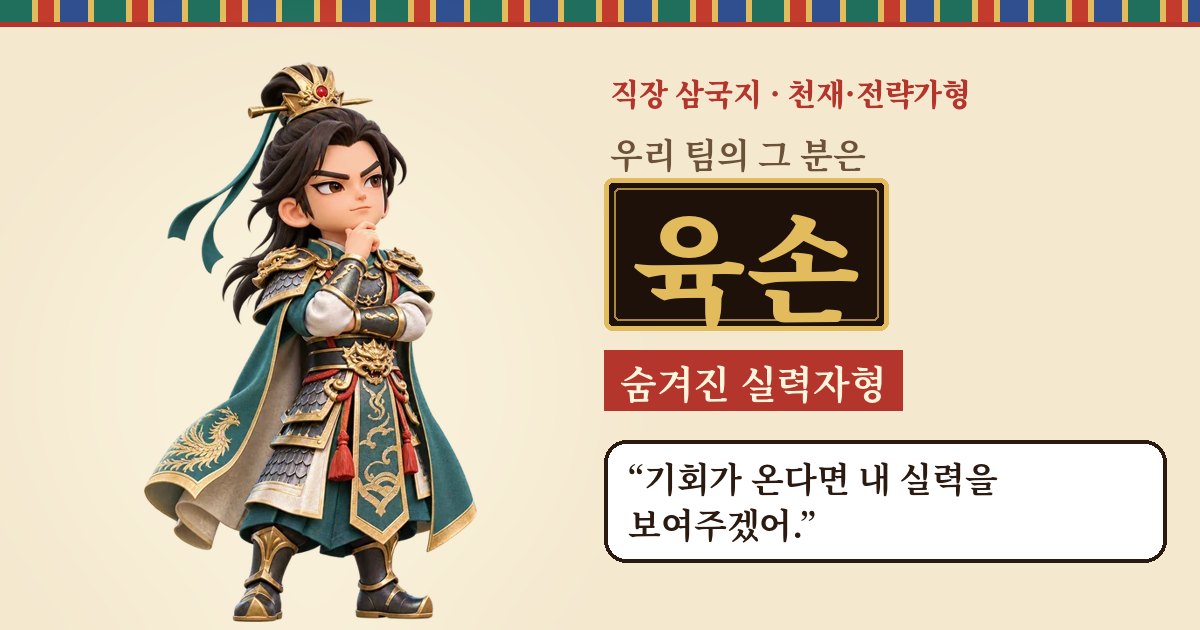 직장 삼국지 · 천재·전략가형
우리 팀의 그 분은
육손
숨겨진 실력자형
“기회가 온다면 내 실력을
보여주겠어.”